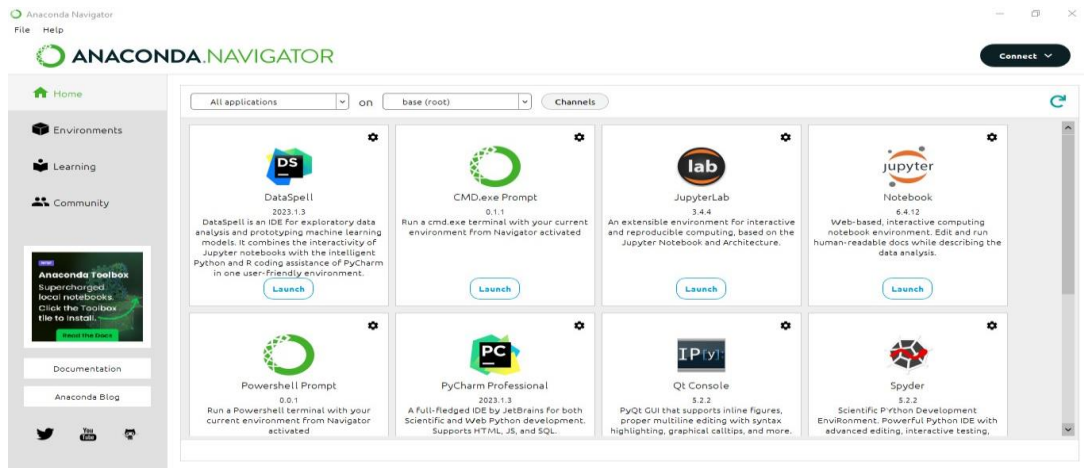 Anaconda Navigator
File Help
ANACONDA.NAVIGATOR
Connect
Home
Environments
Learning
Community
Anaconda Toolbox
Supercharged
local notebooks.
Click the Toolbox
tile to install.
Read the Docs
Documentation
Anaconda Blog
You
Tube
All applications
on
base (root)
Channels
DS
DataSpell
2023.1.3
DataSpell is an IDE for exploratory data
analysis and prototyping machine learning
models. It combines the interactivity of
Jupyter notebooks with the intelligent
Python and R coding assistance of PyCharm
in one user-friendly environment.
Launch
CMD.exe Prompt
0.1.1
Run a cmd.exe terminal with your current
environment from Navigator activated
Launch
lab
JupyterLab
3.4.4
An extensible environment for interactive
and reproducible computing, based on the
Jupyter Notebook and Architecture.
Launch
jupyter
Notebook
6.4.12
Web-based, interactive computing
notebook environment. Edit and run
human-readable docs while describing the
data analysis.
Launch
Powershell Prompt
0.0.1
Run a Powershell terminal with your
current environment from Navigator
activated
PC
PyCharm Professional
2023.1.3
A full-fledged IDE by JetBrains for both
Scientific and Web Python development.
Supports HTML, JS, and SQL.
IP[y]:
Qt Console
5.2.2
PyQt GUI that supports inline figures,
proper multiline editing with syntax
highlighting, graphical calltips, and more.
Spyder
5.2.2
Scientific Python Development
EnviRonment. Powerful Python IDE with
advanced editing, interactive testing,